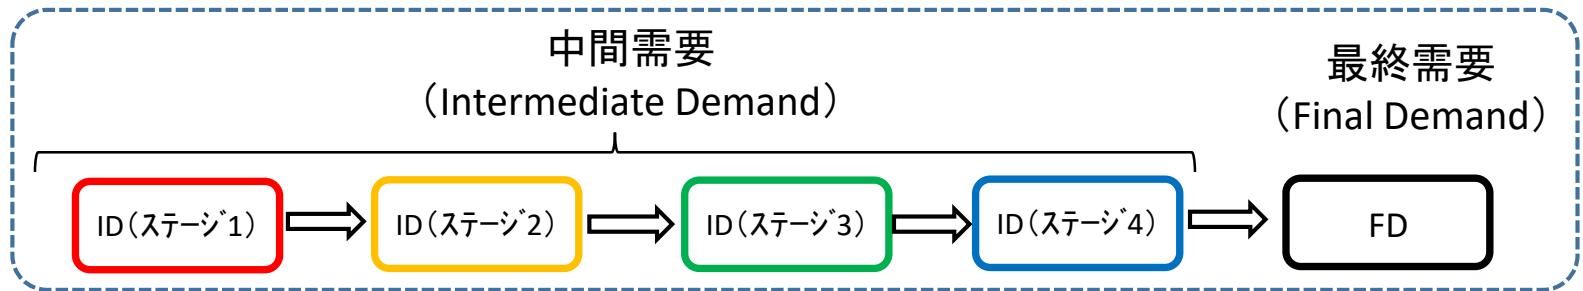 中間需要
（Intermediate Demand）
最終需要
（Final Demand）
ID（ｽﾃｰｼﾞ1）
ID（ｽﾃｰｼﾞ2）
ID（ｽﾃｰｼﾞ3）
ID（ｽﾃｰｼﾞ4）
FD